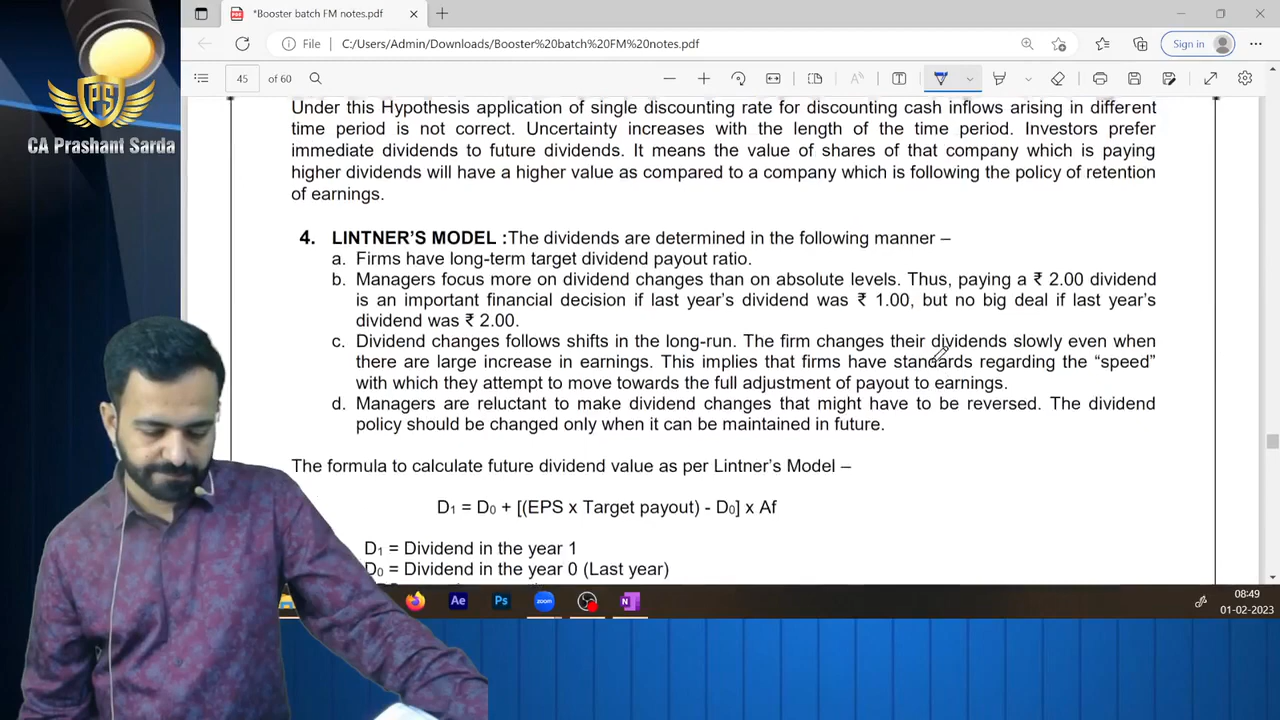 *Booster batch FM notes.pdf
PDF
PS
CA Prashant Sarda
File
C:/Users/Admin/Downloads/Booster%20batch%20FM%20notes.pdf
Sign in
45 of 60
Under this Hypothesis application of single discounting rate for discounting cash inflows arising in different
time period is not correct. Uncertainty increases with the length of the time period. Investors prefer
immediate dividends to future dividends. It means the value of shares of that company which is paying
higher dividends will have a higher value as compared to a company which is following the policy of retention
of earnings.
4. LINTNER'S MODEL :The dividends are determined in the following manner –
a. Firms have long-term target dividend payout ratio.
b. Managers focus more on dividend changes than on absolute levels. Thus, paying a ₹ 2.00 dividend
is an important financial decision if last year's dividend was ₹ 1.00, but no big deal if last year's
dividend was ₹ 2.00.
c. Dividend changes follows shifts in the long-run. The firm changes their dividends slowly even when
there are large increase in earnings. This implies that firms have standards regarding the “speed”
with which they attempt to move towards the full adjustment of payout to earnings.
d. Managers are reluctant to make dividend changes that might have to be reversed. The dividend
policy should be changed only when it can be maintained in future.
The formula to calculate future dividend value as per Lintner's Model –
D₁ = D₀ + [(EPS x Target payout) - D₀] x Af
D₁ = Dividend in the year 1
D₀ = Dividend in the year 0 (Last year)
Ae
Ps
zoom
N
08:49
01-02-2023